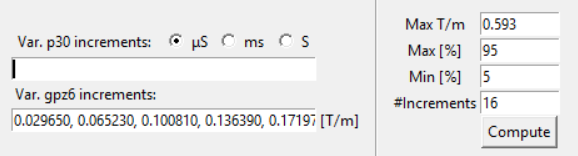 Var. p30 increments: µS ms S
Var. gpz6 increments:
0.029650, 0.065230, 0.100810, 0.136390, 0.17197 [T/m]
Max T/m 0.593
Max [%] 95
Min [%] 5
#Increments 16
Compute